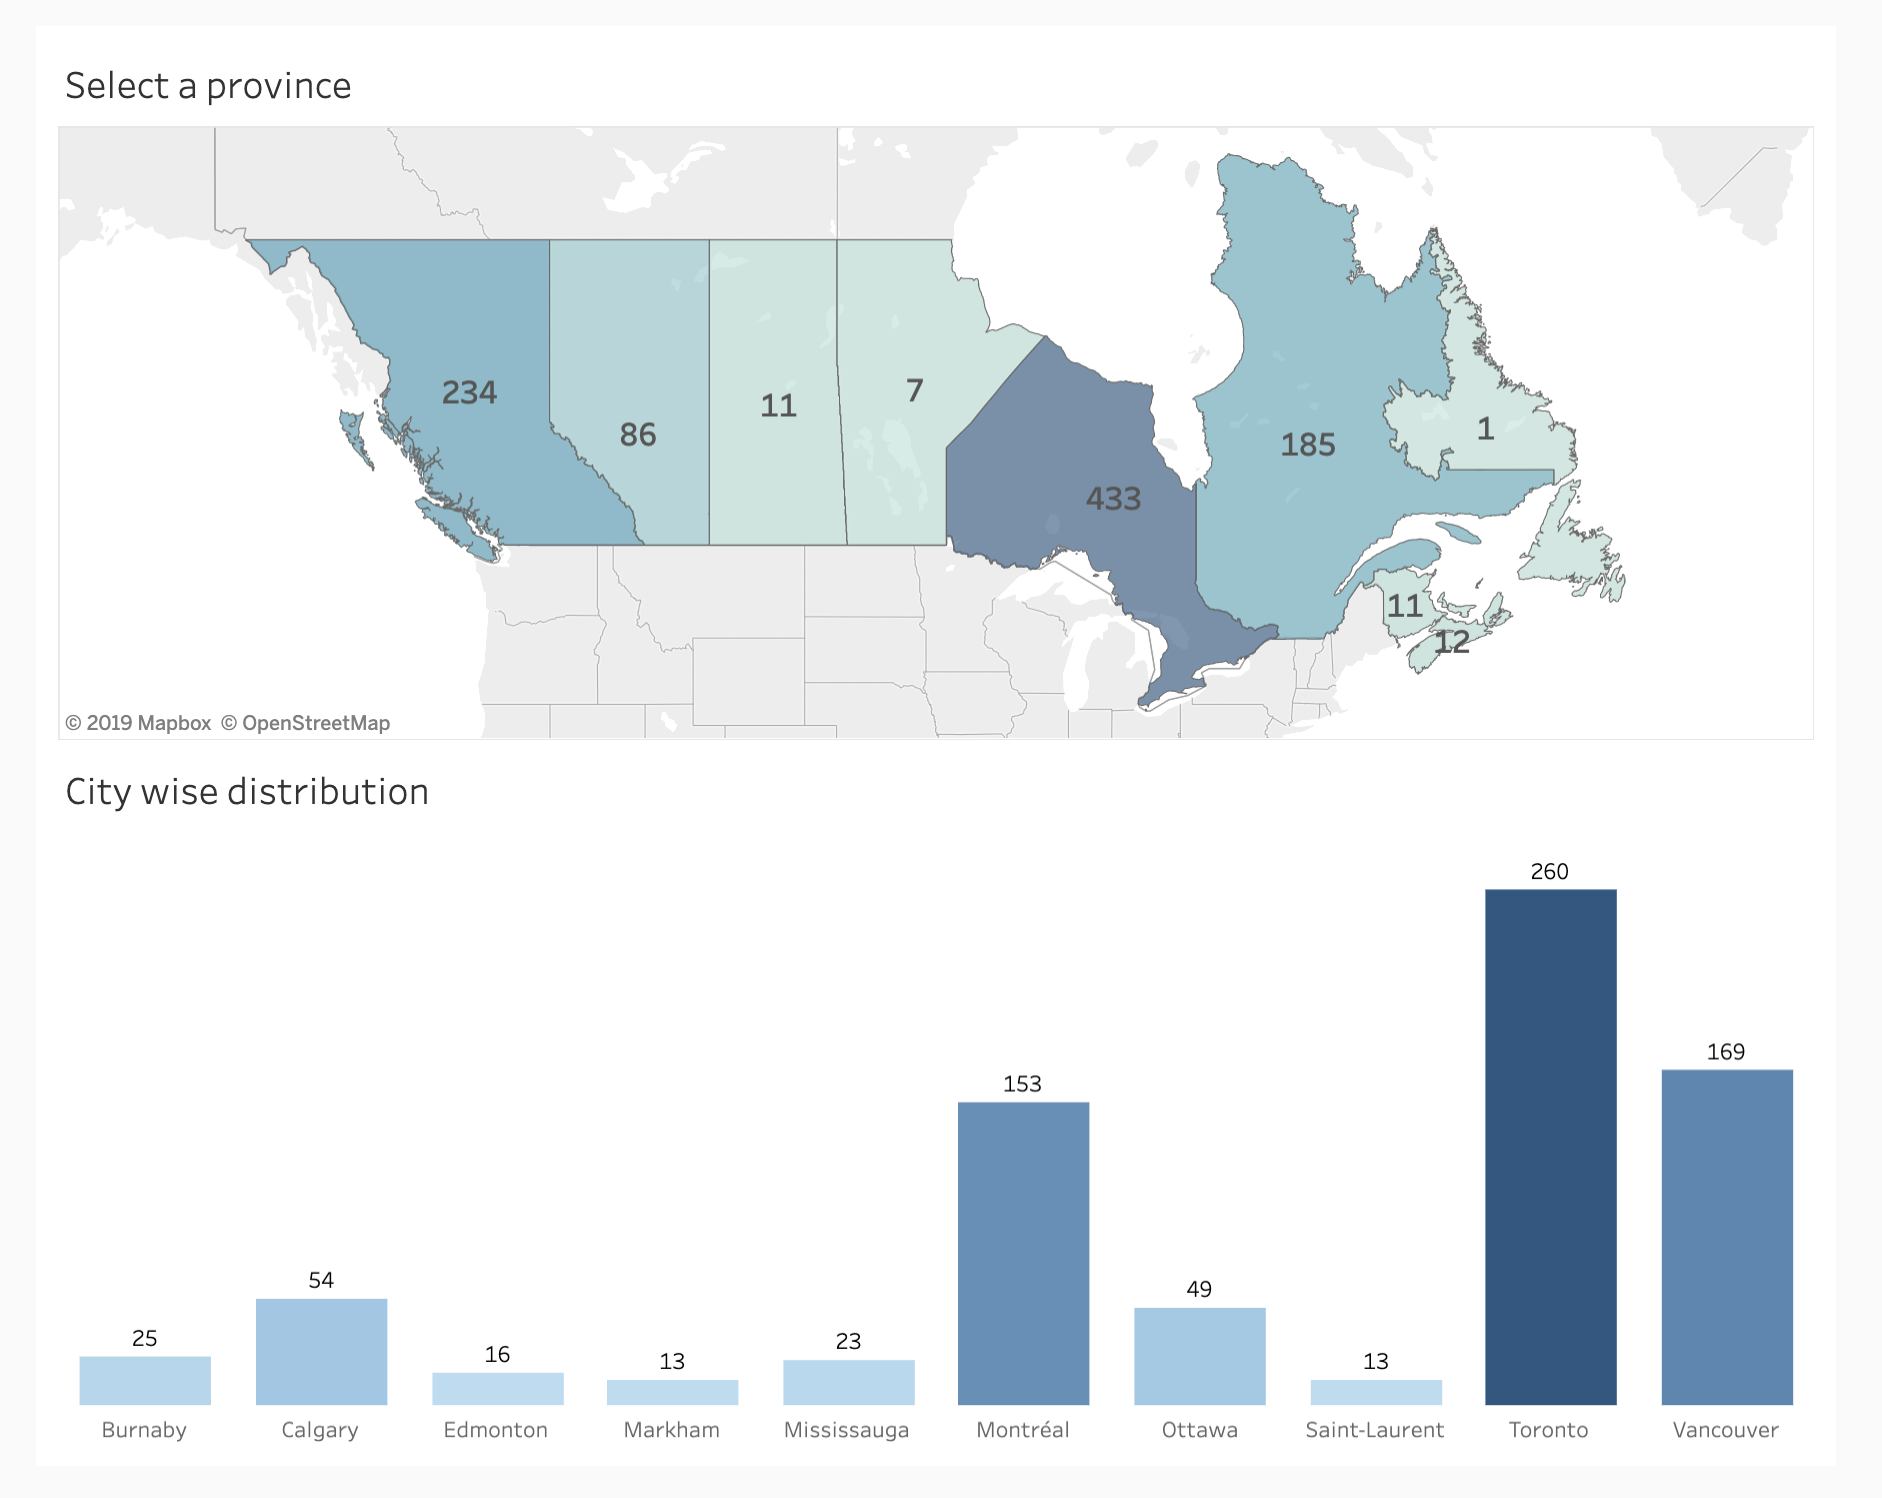 Select a province
234
86
11
7
433
185
1
11
12
© 2019 Mapbox © OpenStreetMap
City wise distribution
25
54
16
13
23
153
49
13
260
169
Burnaby
Calgary
Edmonton
Markham
Mississauga
Montréal
Ottawa
Saint-Laurent
Toronto
Vancouver